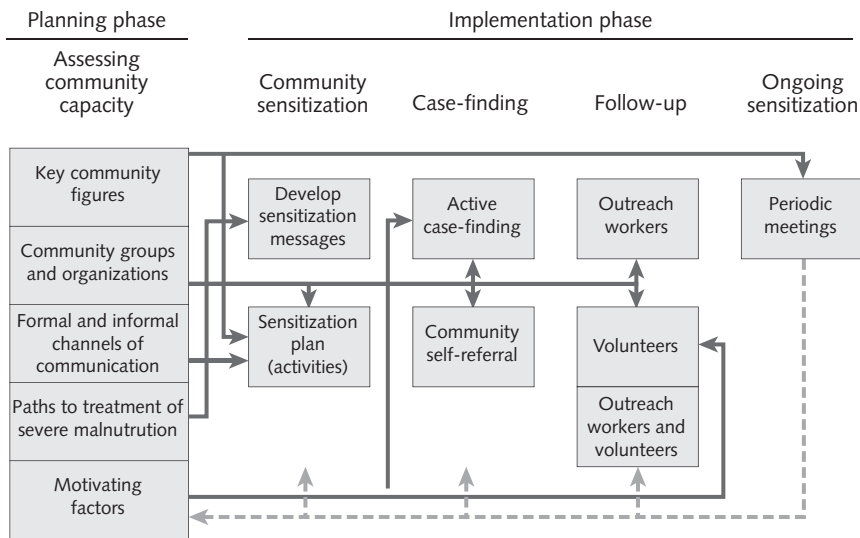 Planning phase
Implementation phase
Assessing
community
capacity
Community
sensitization
Case-finding
Follow-up
Ongoing
sensitization
Key community
figures
Community groups
and organizations
Formal and informal
channels of
communication
Paths to treatment of
severe malnutrution
Motivating
factors
Develop
sensitization
messages
Sensitization
plan
(activities)
Active
case-finding
Community
self-referral
Outreach
workers
Volunteers
Outreach
workers and
volunteers
Periodic
meetings